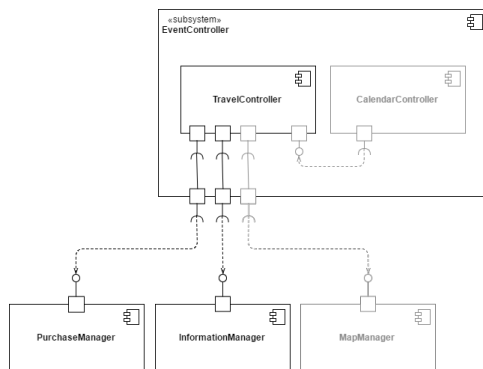 «subsystem»
EventController
TravelController
CalendarController
PurchaseManager
InformationManager
MapManager